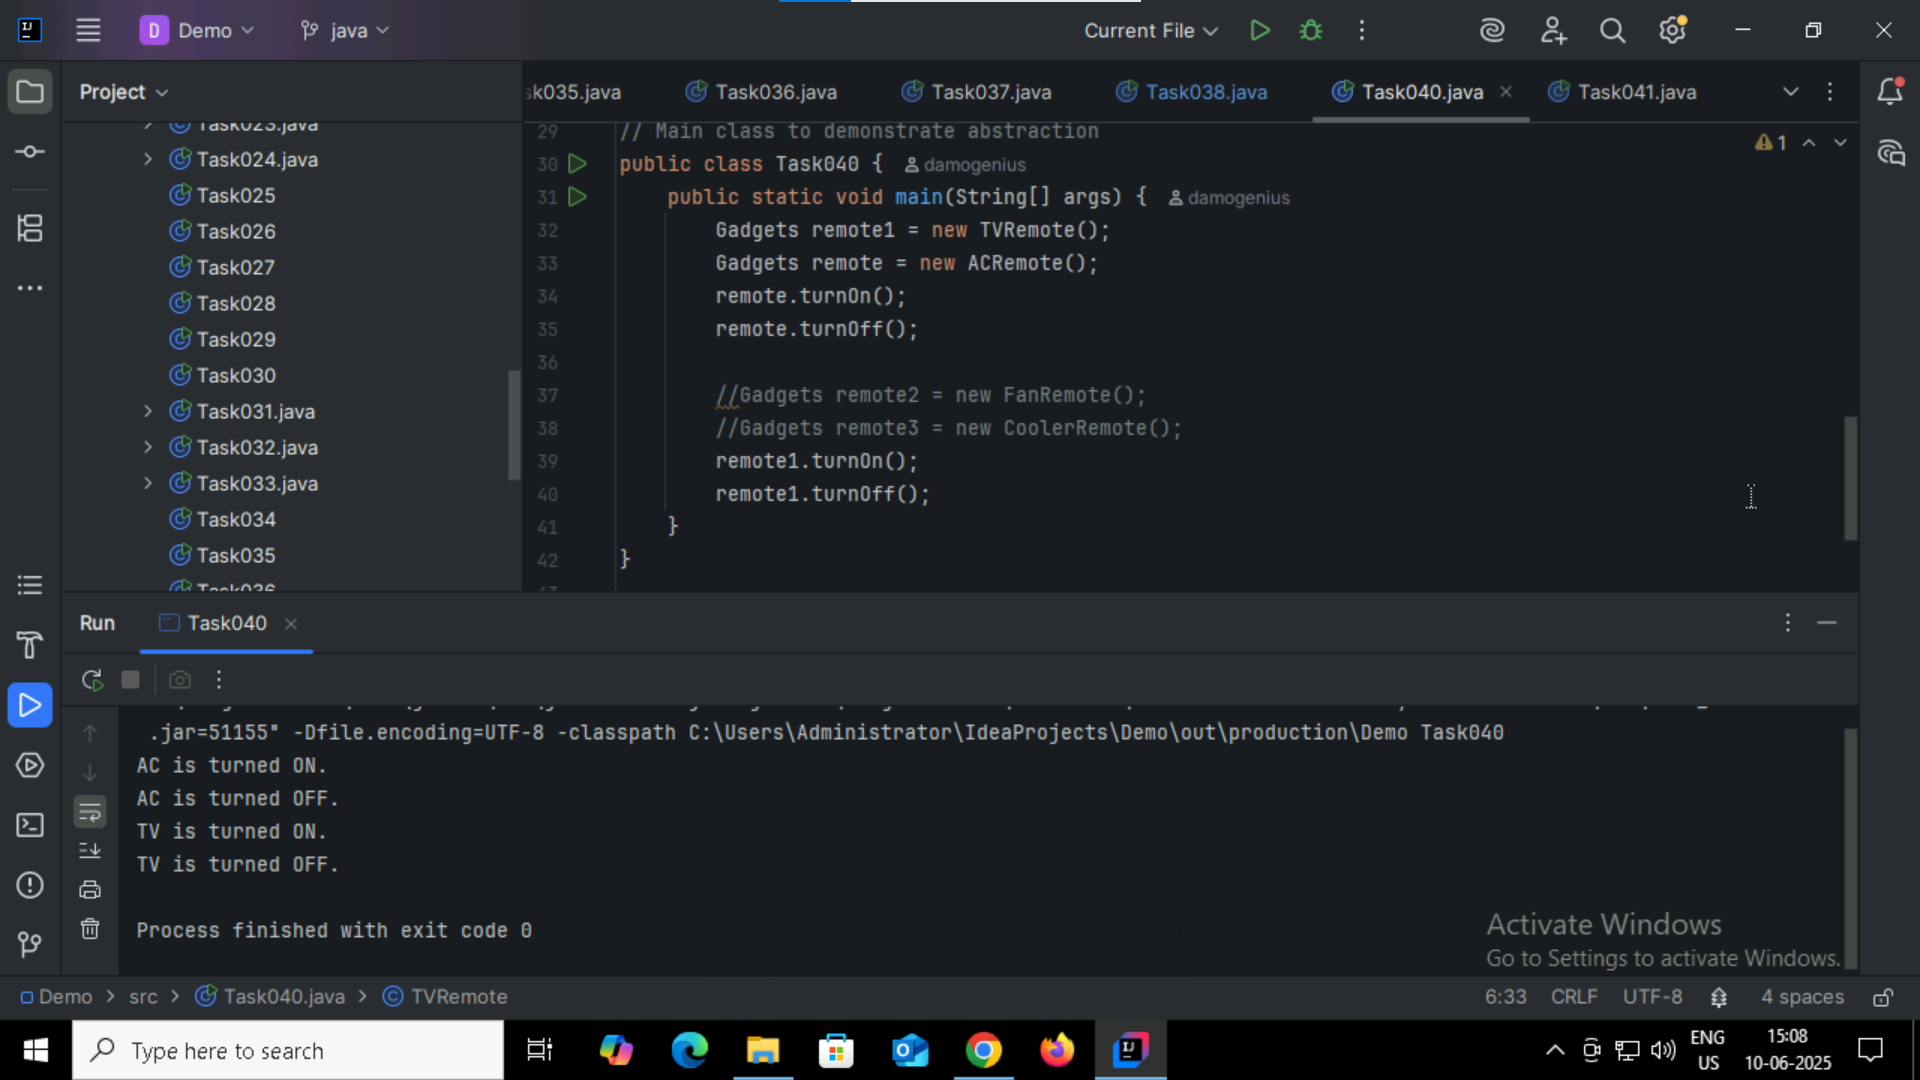 D Demo
java
Current File
Project
sk035.java
Task036.java
Task037.java
Task038.java
Task040.java
Task041.java
Task023.java
Task024.java
Task025
Task026
Task027
Task028
Task029
Task030
Task031.java
Task032.java
Task033.java
Task034
Task035
Task036
29 // Main class to demonstrate abstraction
30 public class Task040 { damogenius
31 public static void main(String[] args) { damogenius
32 Gadgets remote1 = new TVRemote();
33 Gadgets remote = new ACRemote();
34 remote.turnOn();
35 remote.turnOff();
36
37 //Gadgets remote2 = new FanRemote();
38 //Gadgets remote3 = new CoolerRemote();
39 remote1.turnOn();
40 remote1.turnOff();
41 }
42 }
1
Run
Task040
.jar=51155" -Dfile.encoding=UTF-8 -classpath C:\Users\Administrator\IdeaProjects\Demo\out\production\Demo Task040
AC is turned ON.
AC is turned OFF.
TV is turned ON.
TV is turned OFF.
Process finished with exit code 0
Activate Windows
Go to Settings to activate Windows.
Demo > src > Task040.java > TVRemote
6:33 CRLF UTF-8 4 spaces
Type here to search
ENG
US
15:08
10-06-2025